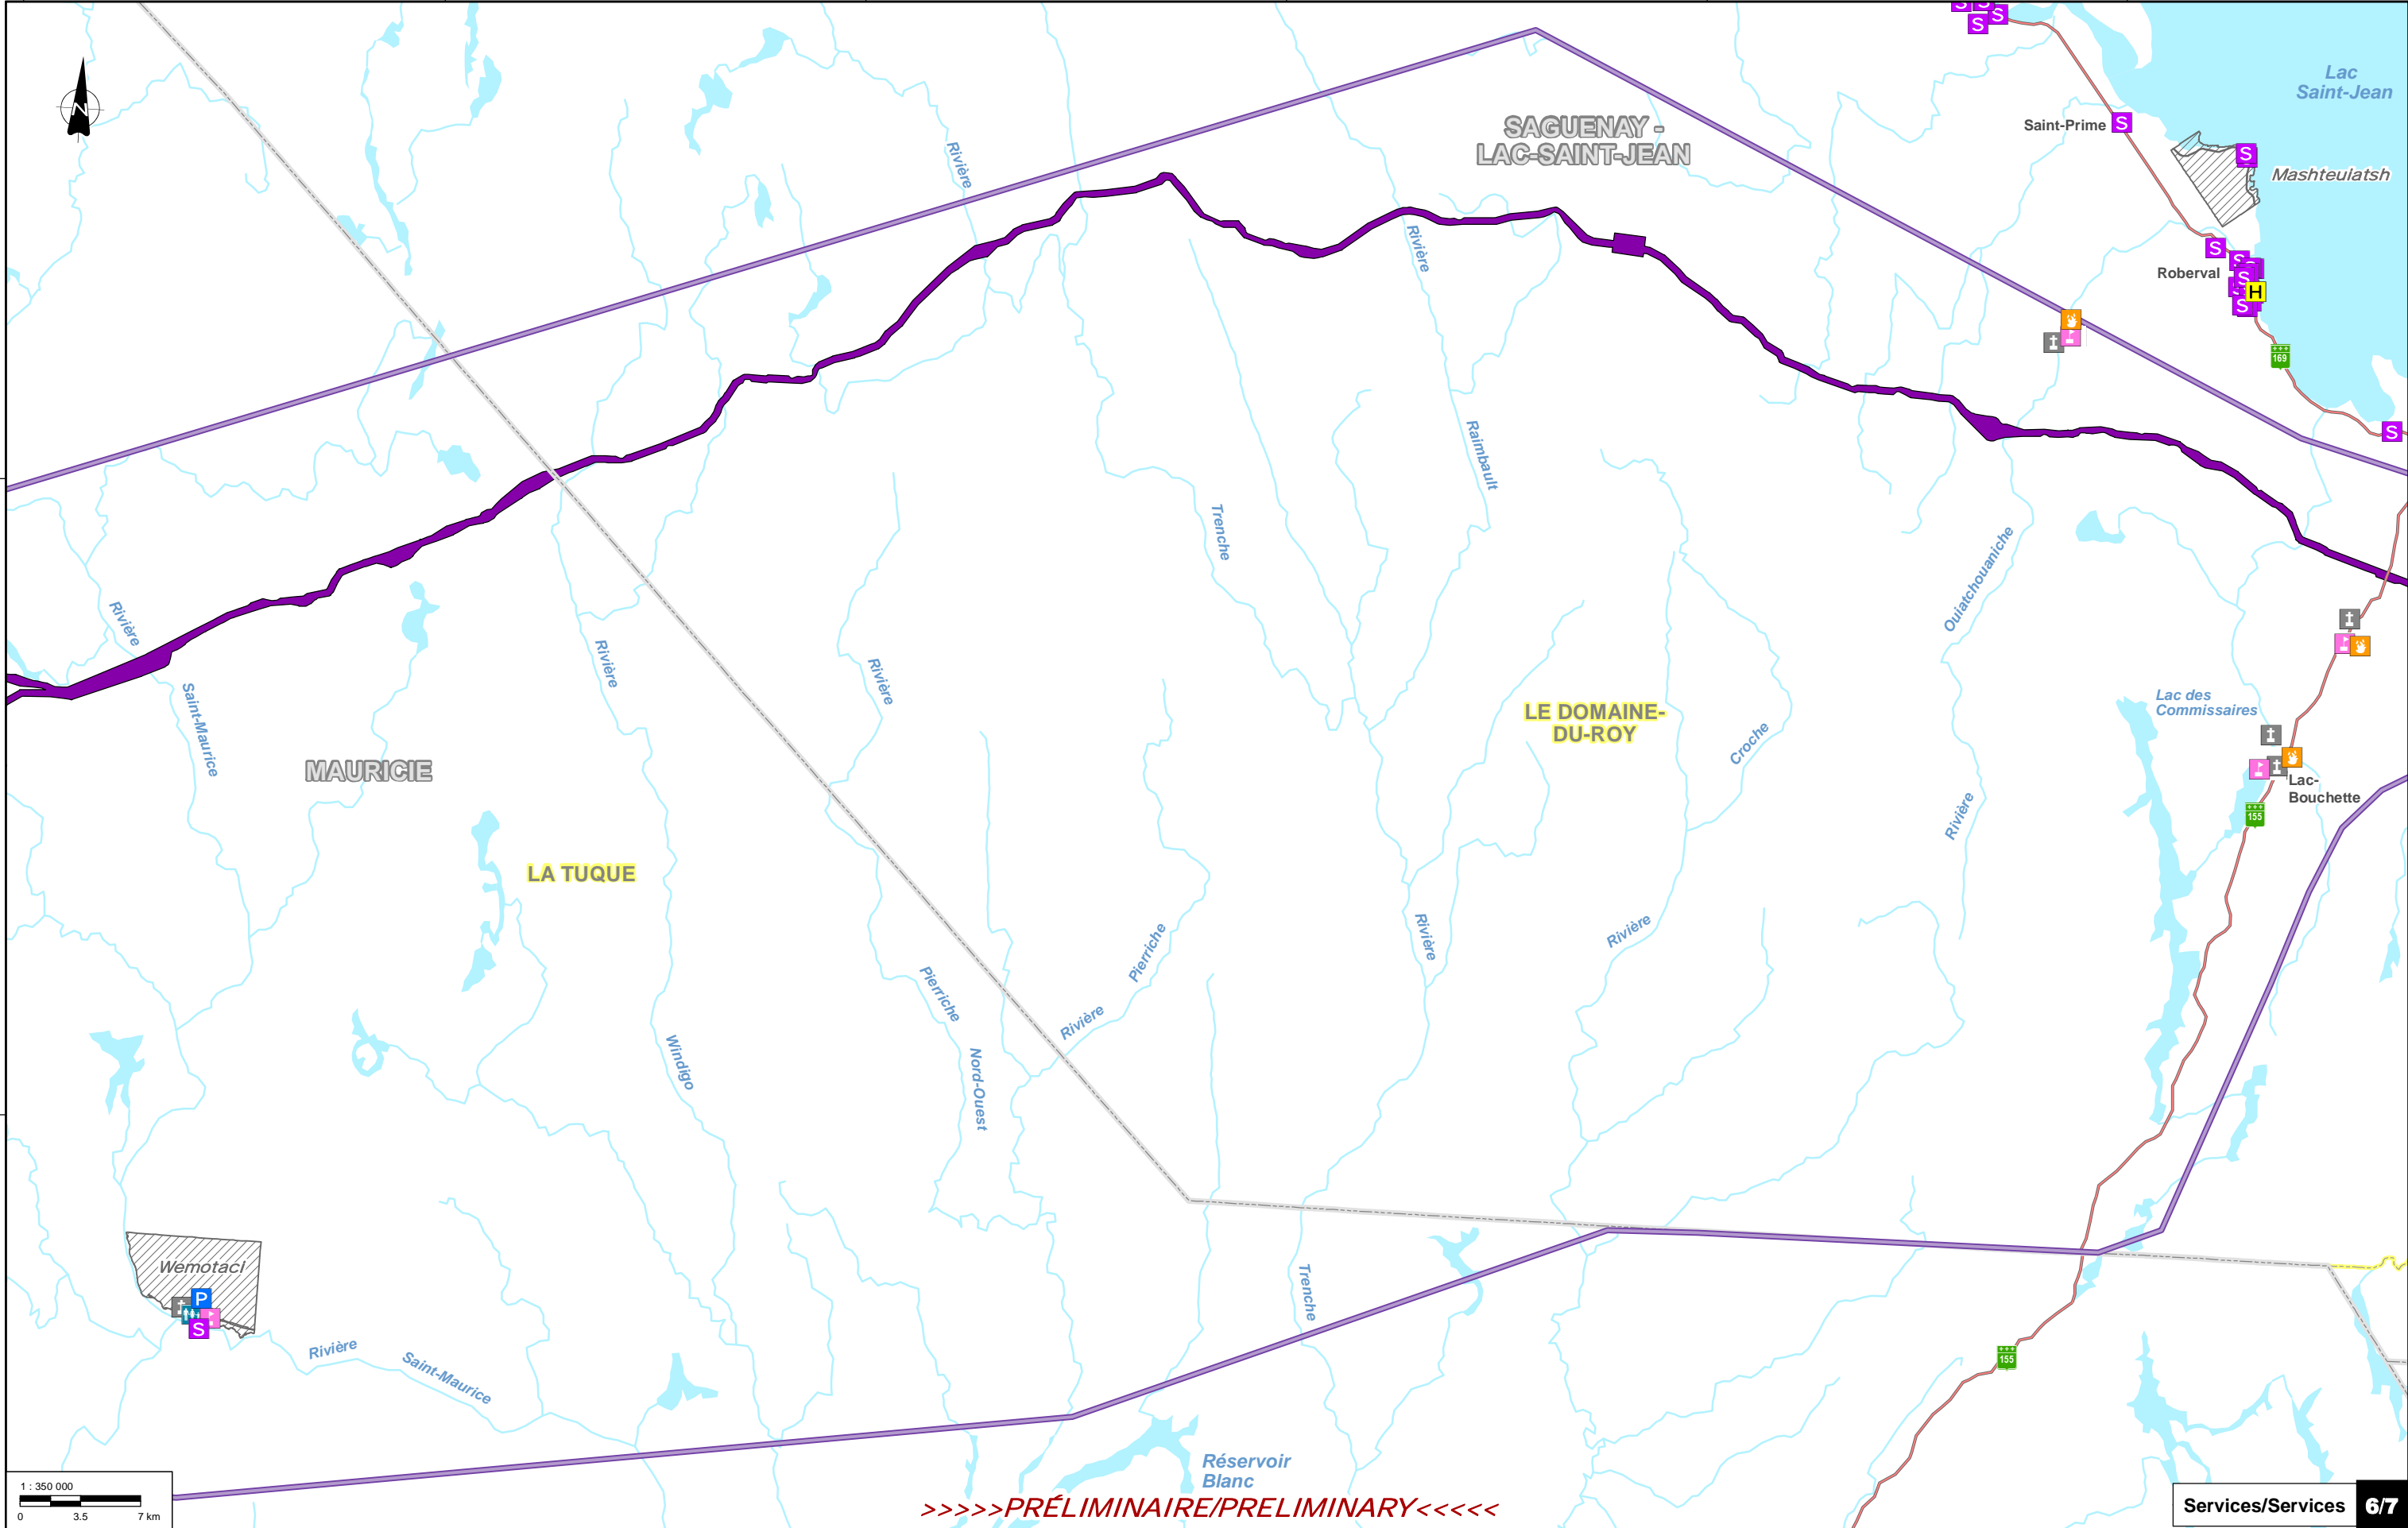 N
S
S
S
S
Lac
Saint-Jean
SAGUENAY -
LAC-SAINT-JEAN
Saint-Prime
S
S
Mashteuiatsh
Rivière
Rivière
S
S
Roberval
S
S
H
S
169
S
Raimbault
Trenche
Ouiatchouaniche
Rivière
Rivière
Rivière
Saint-Maurice
Lac des
Commissaires
LE DOMAINE-
DU-ROY
Croche
MAURICIE
Lac-
Bouchette
155
Rivière
LA TUQUE
Rivière
Rivière
Pierriche
Pierriche
Rivière
Windigo
Nord-Ouest
Wemotaci
P
S
Trenche
Rivière
Saint-Maurice
155
Réservoir
Blanc
1 : 350 000
0 3.5 7 km
>>>>>PRÉLIMINAIRE/PRELIMINARY<<<<<
Services/Services 6/7